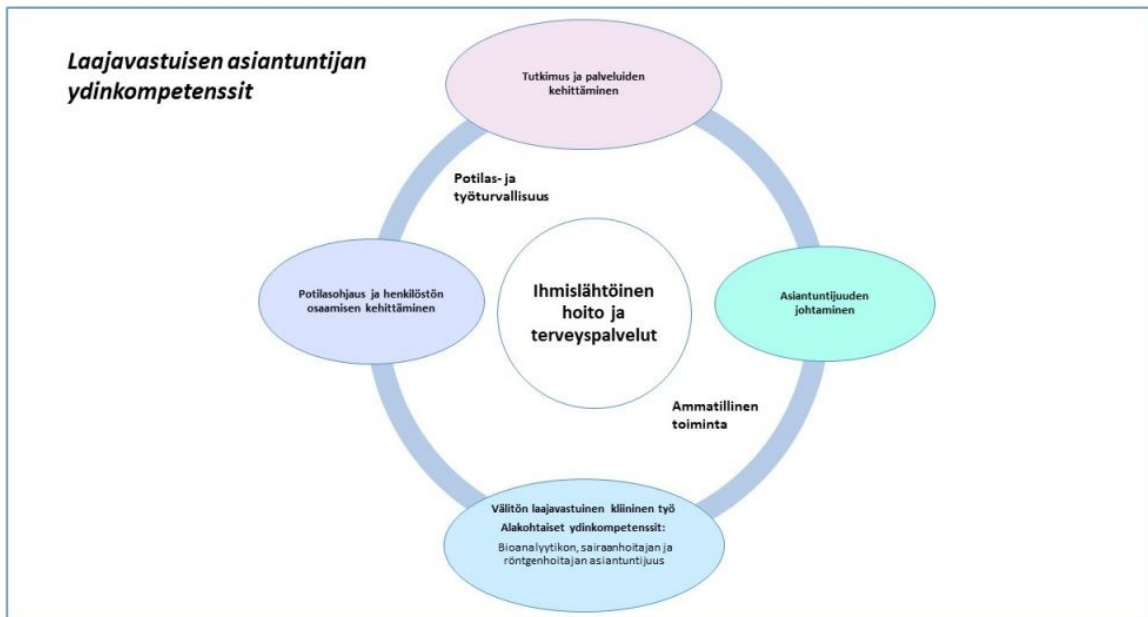 Laajavastuisen asiantuntijan
ydinkompetenssit
Tutkimus ja palveluiden
kehittäminen
Potilas- ja
työturvallisuus
Potilasohjaus ja henkilöstön
osaamisen kehittäminen
Ihmislähtöinen
hoito ja
terveyspalvelut
Asiantuntijuuden
johtaminen
Ammatillinen
toiminta
Välitön laajavastuinen kliininen työ
Alakohtaiset ydinkompetenssit:
Bioanalyytikon, sairaanhoitajan ja
röntgenhoitajan asiantuntijuus